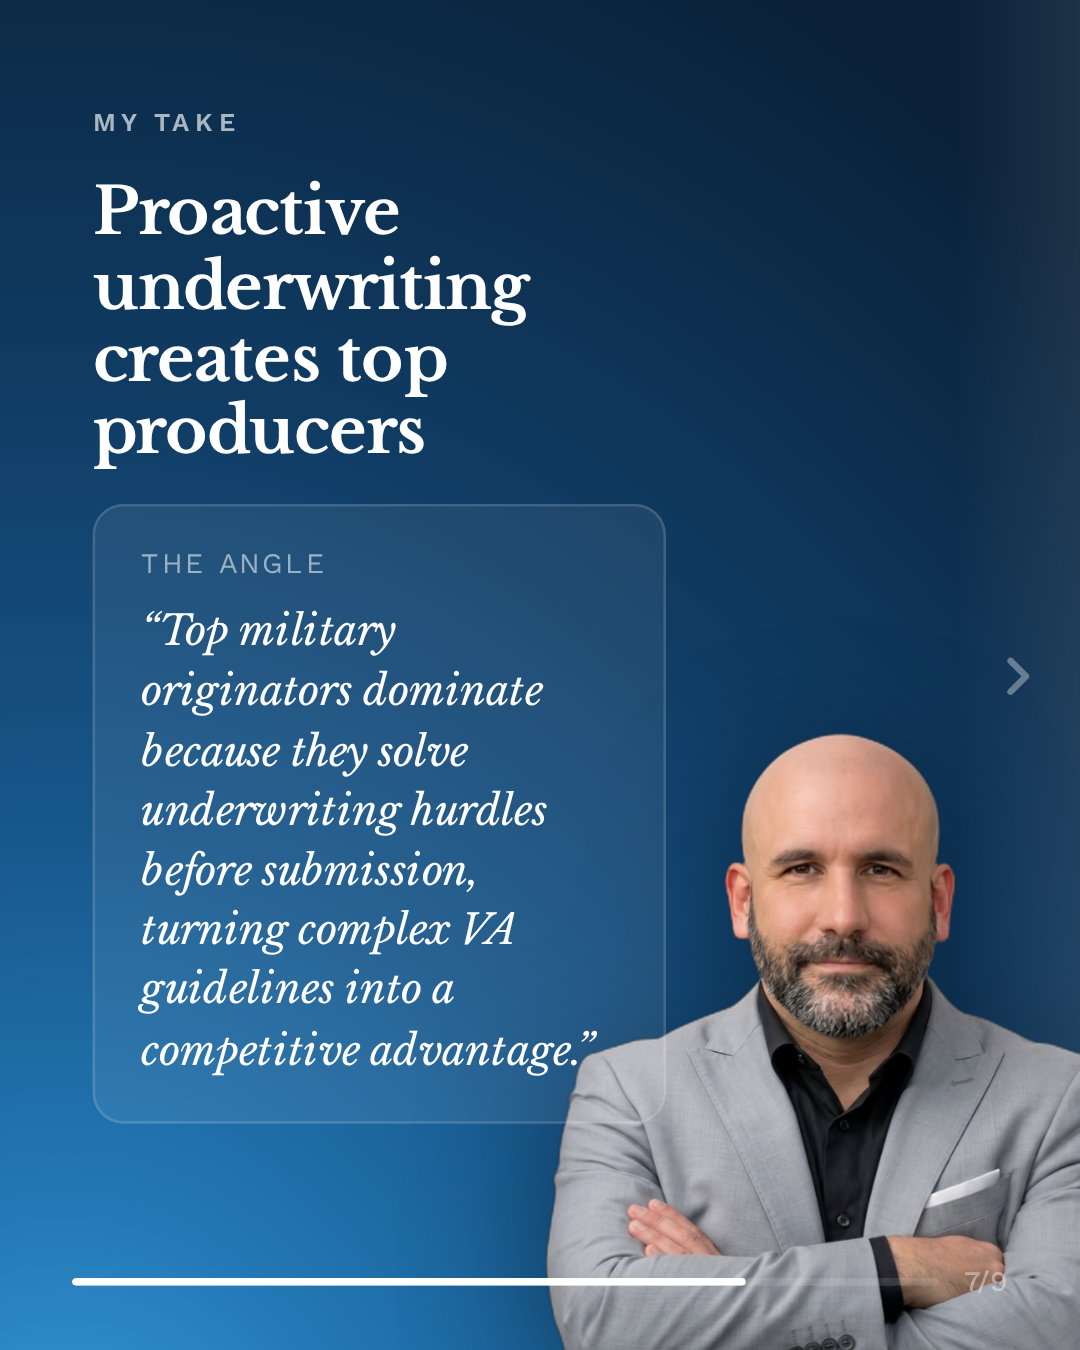 MY TAKE
Proactive
underwriting
creates top
producers
THE ANGLE
“Top military
originators dominate
because they solve
underwriting hurdles
before submission,
turning complex VA
guidelines into a
competitive advantage.”
7/9